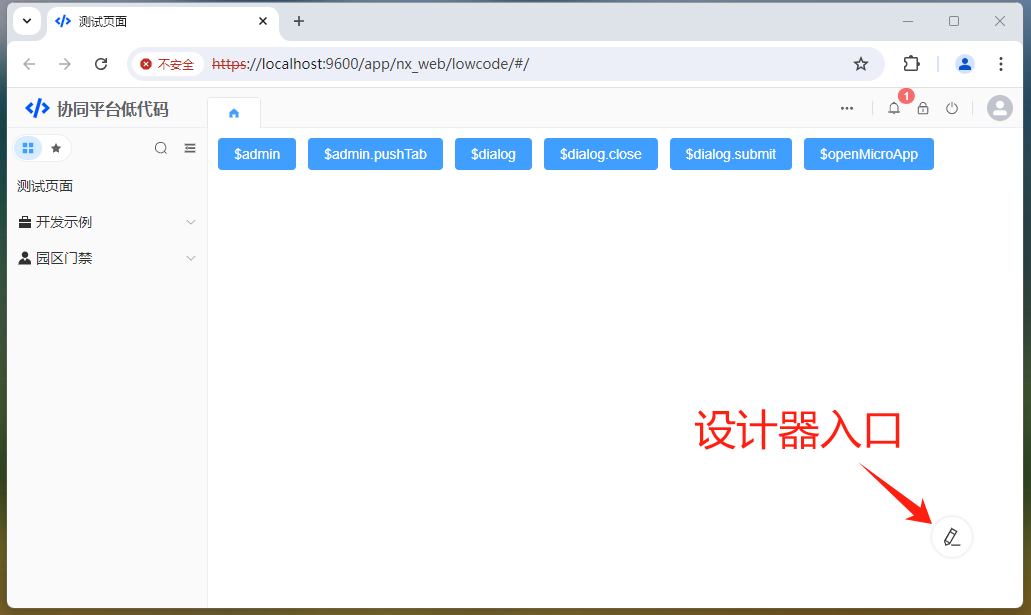 测试页面
不安全
https://localhost:9600/app/nx_web/lowcode/#/
协同平台低代码
1
$admin
$admin.pushTab
$dialog
$dialog.close
$dialog.submit
$openMicroApp
测试页面
开发示例
园区门禁
设计器入口